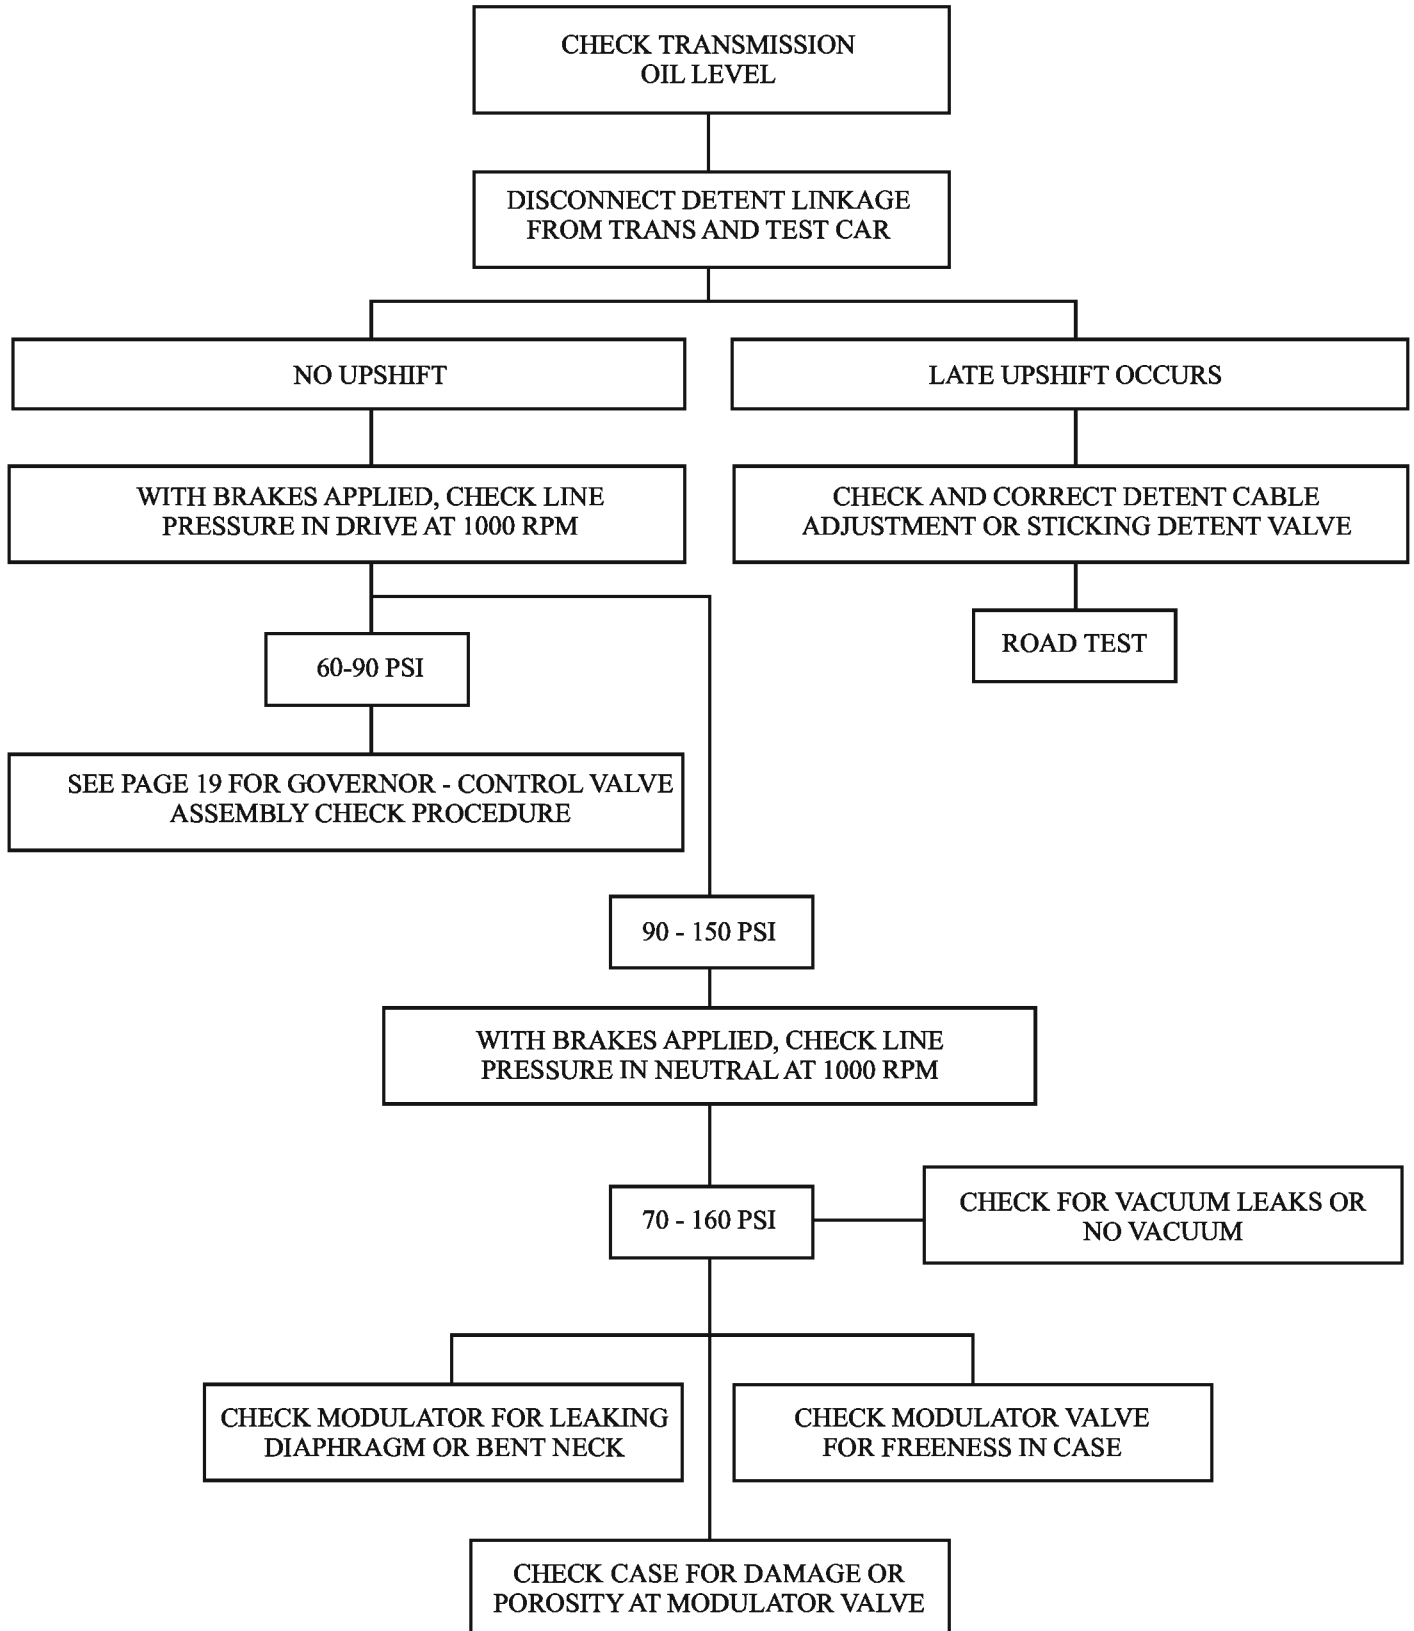 CHECK TRANSMISSION
OIL LEVEL
DISCONNECT DETENT LINKAGE
FROM TRANS AND TEST CAR
NO UPSHIFT
LATE UPSHIFT OCCURS
WITH BRAKES APPLIED, CHECK LINE
PRESSURE IN DRIVE AT 1000 RPM
CHECK AND CORRECT DETENT CABLE
ADJUSTMENT OR STICKING DETENT VALVE
60-90 PSI
ROAD TEST
SEE PAGE 19 FOR GOVERNOR - CONTROL VALVE
ASSEMBLY CHECK PROCEDURE
90 - 150 PSI
WITH BRAKES APPLIED, CHECK LINE
PRESSURE IN NEUTRAL AT 1000 RPM
70 - 160 PSI
CHECK FOR VACUUM LEAKS OR
NO VACUUM
CHECK MODULATOR FOR LEAKING
DIAPHRAGM OR BENT NECK
CHECK MODULATOR VALVE
FOR FREENESS IN CASE
CHECK CASE FOR DAMAGE OR
POROSITY AT MODULATOR VALVE